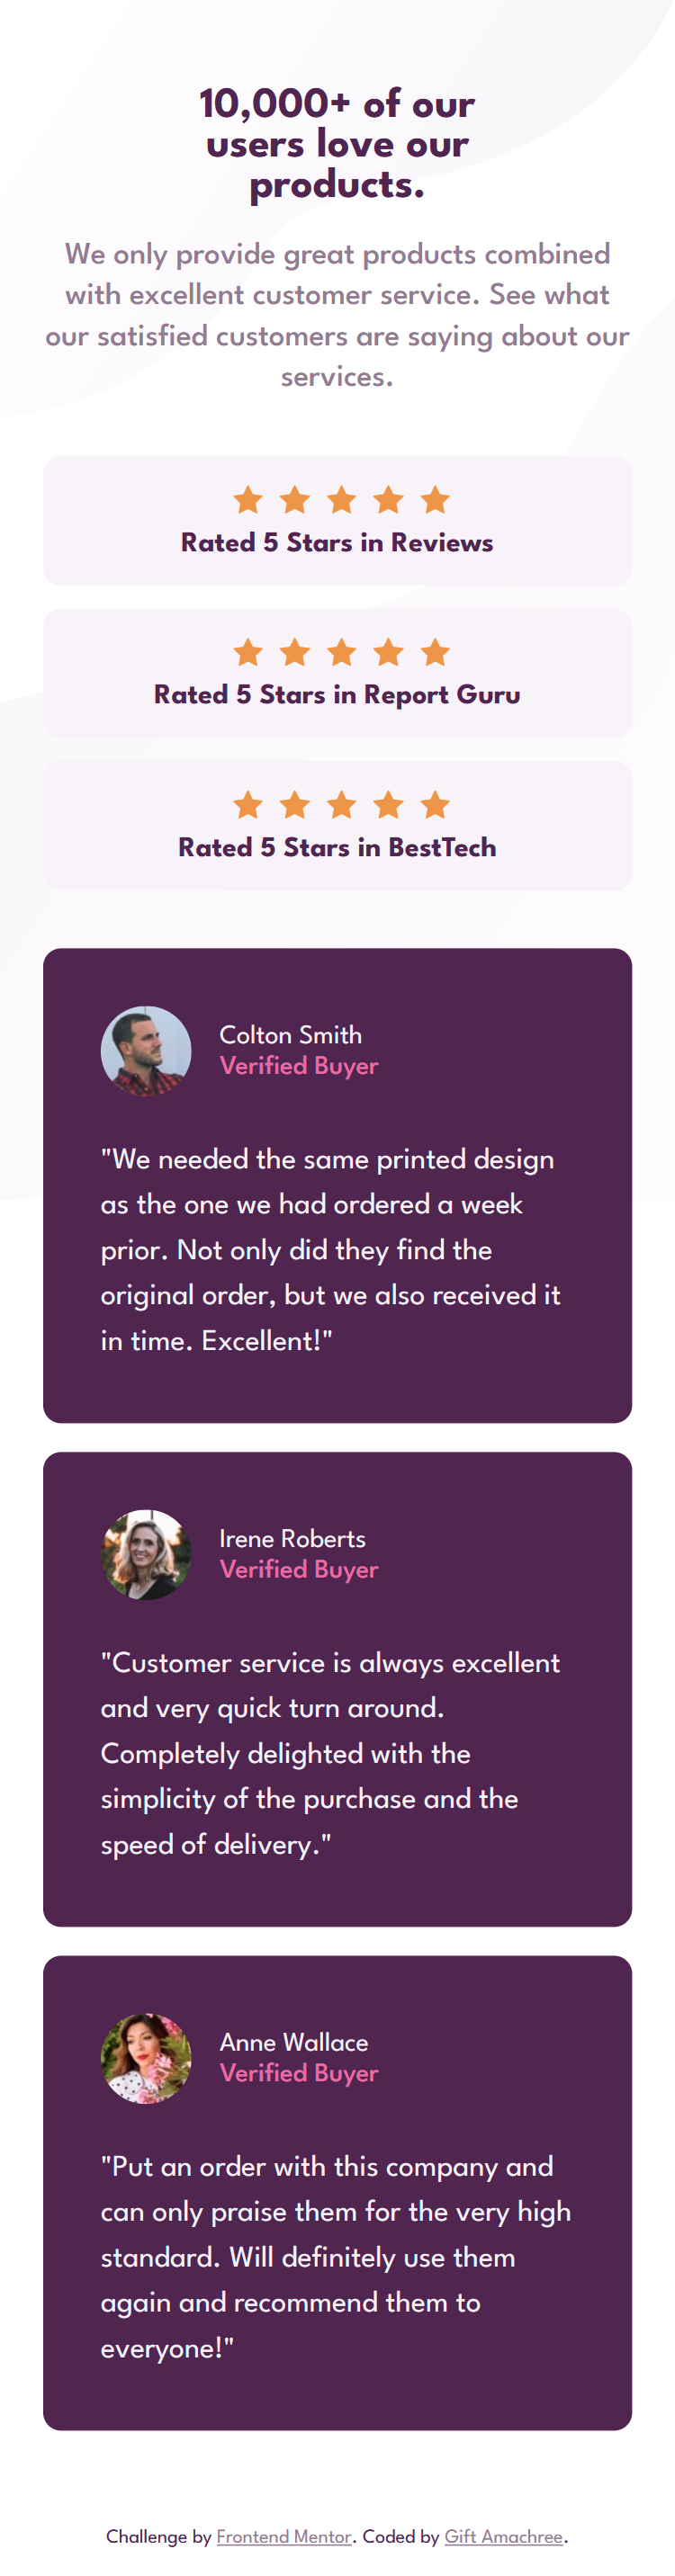 10,000+ of our
users love our
products.
We only provide great products combined
with excellent customer service. See what
our satisfied customers are saying about our
services.
Rated 5 Stars in Reviews
Rated 5 Stars in Report Guru
Rated 5 Stars in BestTech
Colton Smith
Verified Buyer
"We needed the same printed design
as the one we had ordered a week
prior. Not only did they find the
original order, but we also received it
in time. Excellent!"
Irene Roberts
Verified Buyer
"Customer service is always excellent
and very quick turn around.
Completely delighted with the
simplicity of the purchase and the
speed of delivery."
Anne Wallace
Verified Buyer
"Put an order with this company and
can only praise them for the very high
standard. Will definitely use them
again and recommend them to
everyone!"
Challenge by Frontend Mentor. Coded by Gift Amachree.